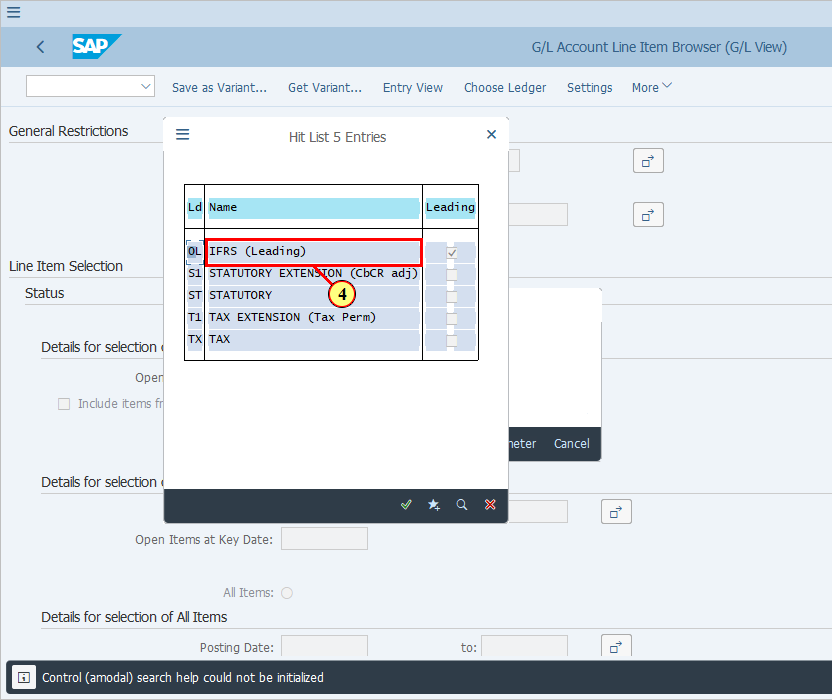 SAP
G/L Account Line Item Browser (G/L View)
Save as Variant... Get Variant... Entry View Choose Ledger Settings More
General Restrictions
Hit List 5 Entries
Ld Name Leading
0L IFRS (Leading)
S1 STATUTORY EXTENSION (CbCR adj)
ST STATUTORY
T1 TAX EXTENSION (Tax Perm)
TX TAX
4
Line Item Selection
Status
Details for selection
Open
Include items
Cancel
Details for selection
Open Items at Key Date:
All Items:
Details for selection of All Items
Posting Date: to:
Control (amodal) search help could not be initialized